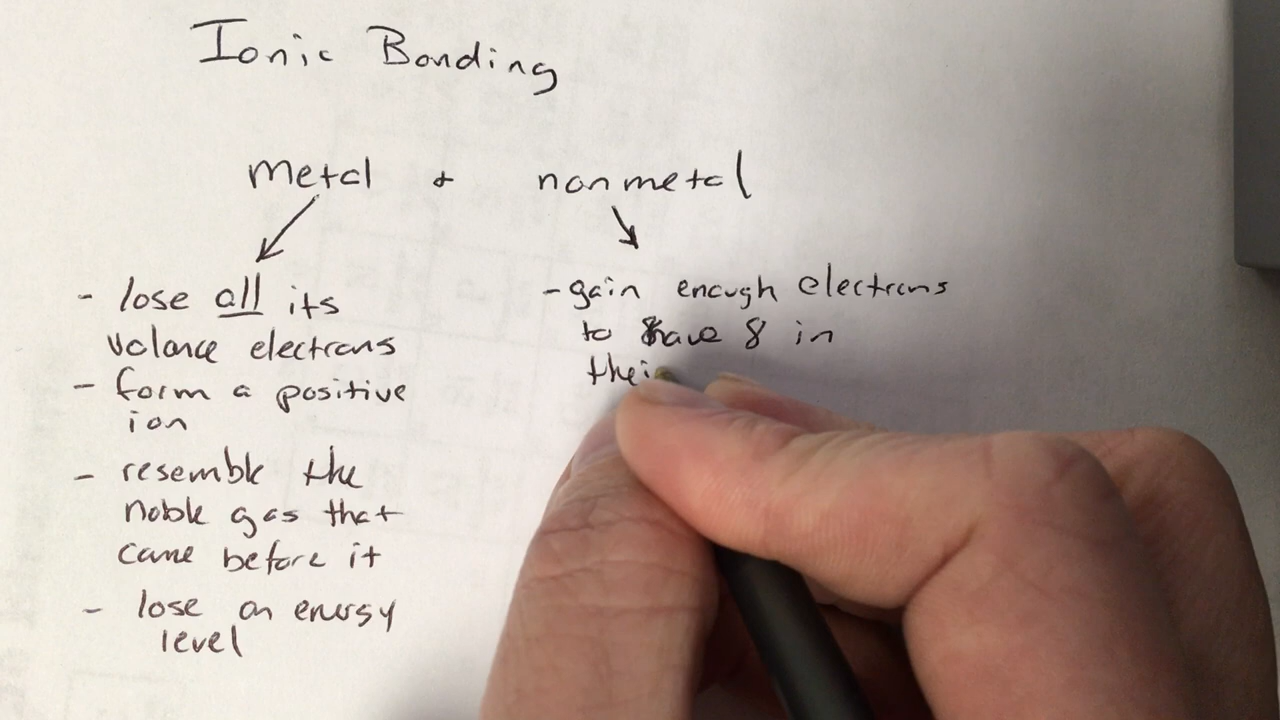 Ionic Bonding
Metal + nonmetal
- lose all its
valance electrons
- form a positive
ion
- resemble the
noble gas that
came before it
- lose an energy
level
- gain enough electrons
to have 8 in
thei